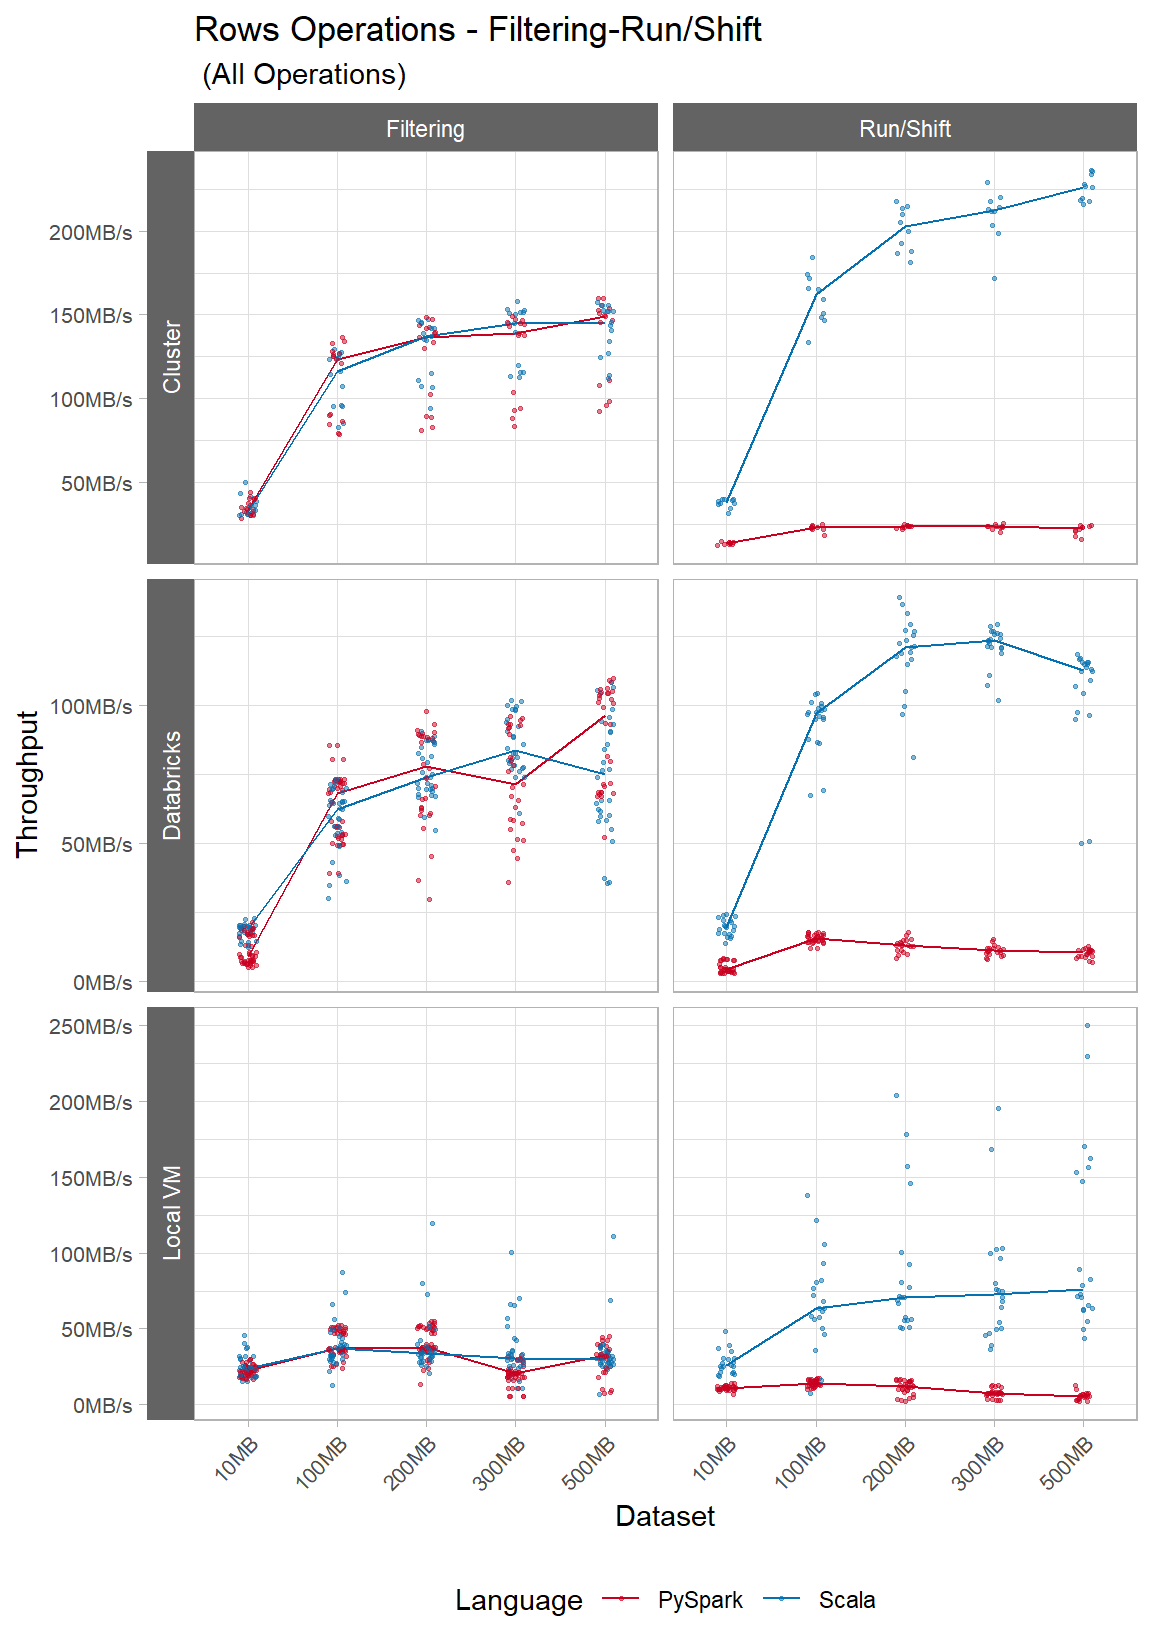 Rows Operations - Filtering-Run/Shift
(All Operations)
Filtering
Run/Shift
Cluster
200MB/s
150MB/s
100MB/s
50MB/s
Throughput
Databricks
100MB/s
50MB/s
0MB/s
Local VM
250MB/s
200MB/s
150MB/s
100MB/s
50MB/s
0MB/s
10MB 100MB 200MB 300MB 500MB 10MB 100MB 200MB 300MB 500MB
Dataset
Language PySpark Scala